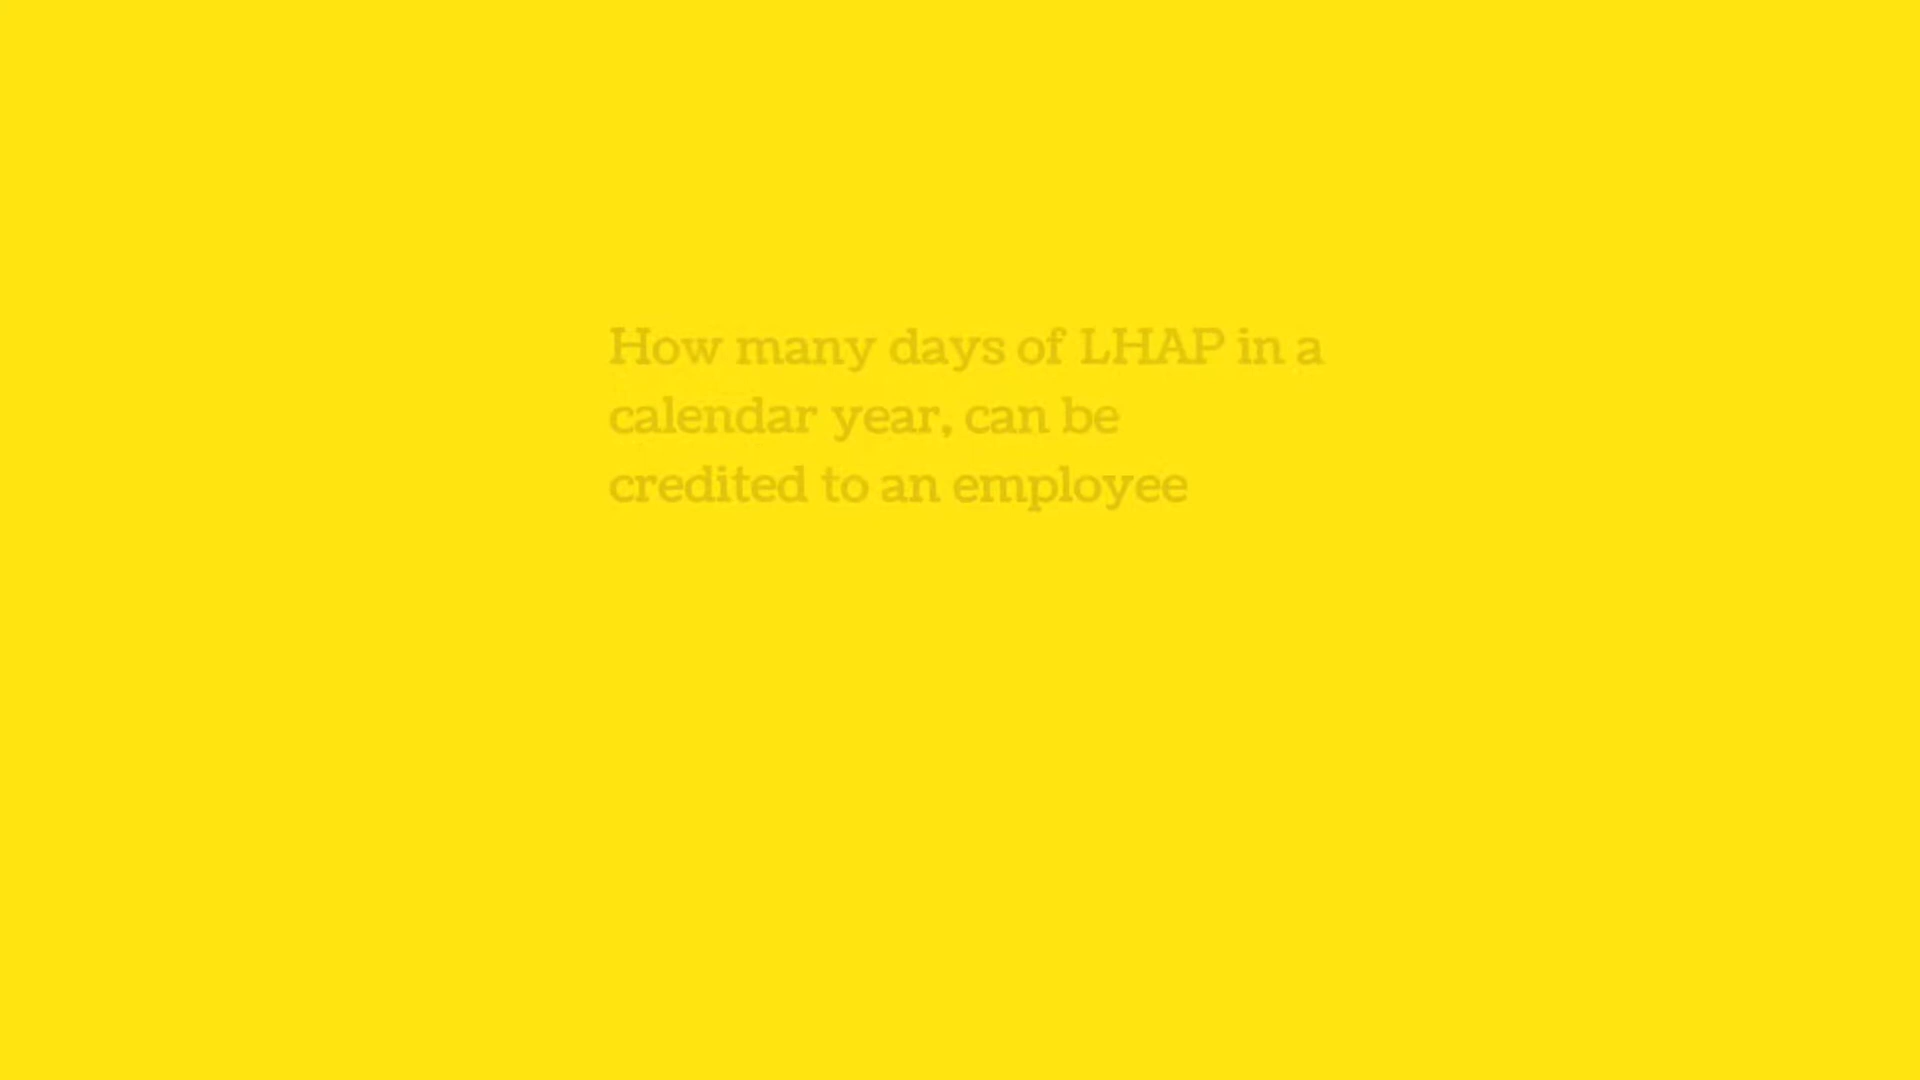 How many days of LHAP in a
calendar year, can be
credited to an employee